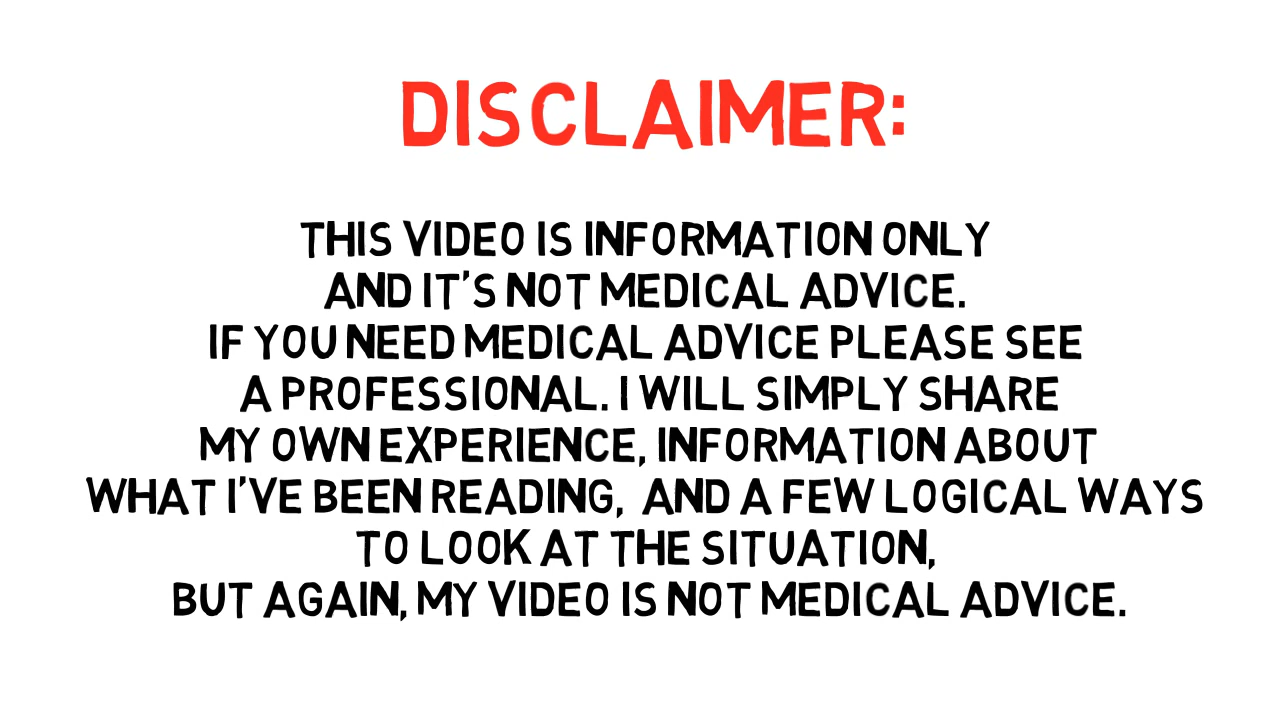 DISCLAIMER:
THIS VIDEO IS INFORMATION ONLY
AND IT'S NOT MEDICAL ADVICE.
IF YOU NEED MEDICAL ADVICE PLEASE SEE
A PROFESSIONAL. I WILL SIMPLY SHARE
MY OWN EXPERIENCE, INFORMATION ABOUT
WHAT I'VE BEEN READING, AND A FEW LOGICAL WAYS
TO LOOK AT THE SITUATION,
BUT AGAIN, MY VIDEO IS NOT MEDICAL ADVICE.